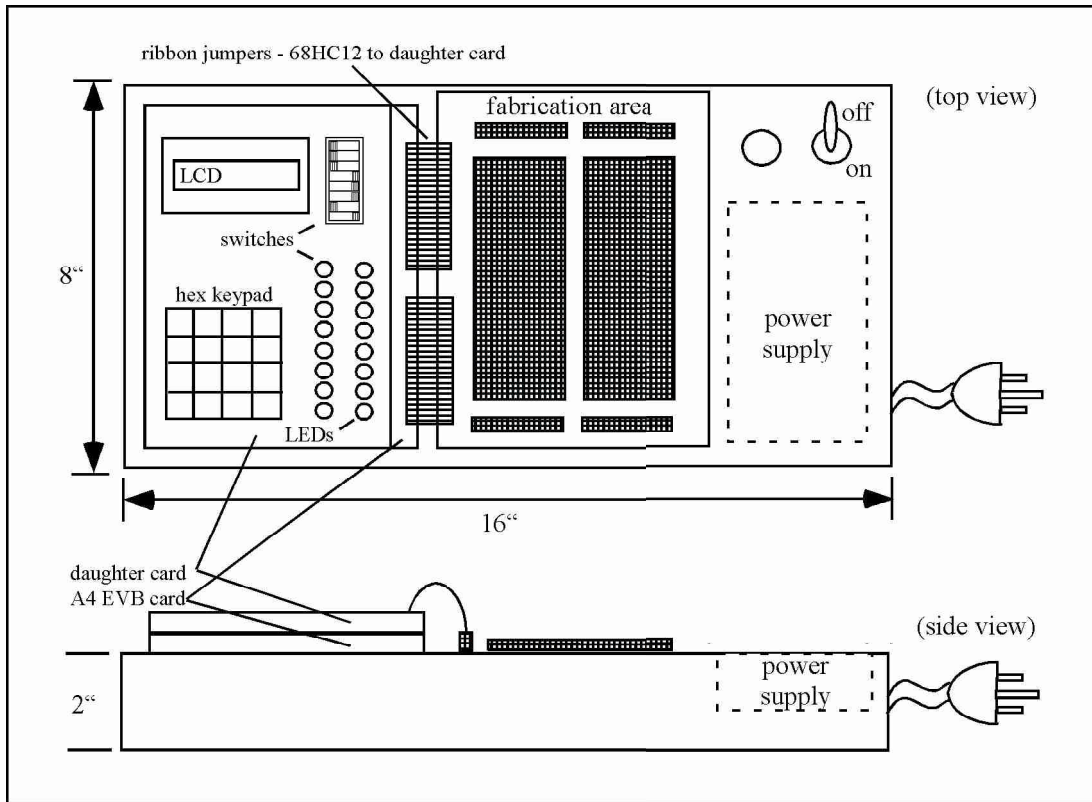 ribbon jumpers - 68HC12 to daughter card
(top view)
fabrication area
off
on
LCD
switches
8“
hex keypad
power
supply
LEDs
16“
daughter card
A4 EVB card
(side view)
power
supply
2“